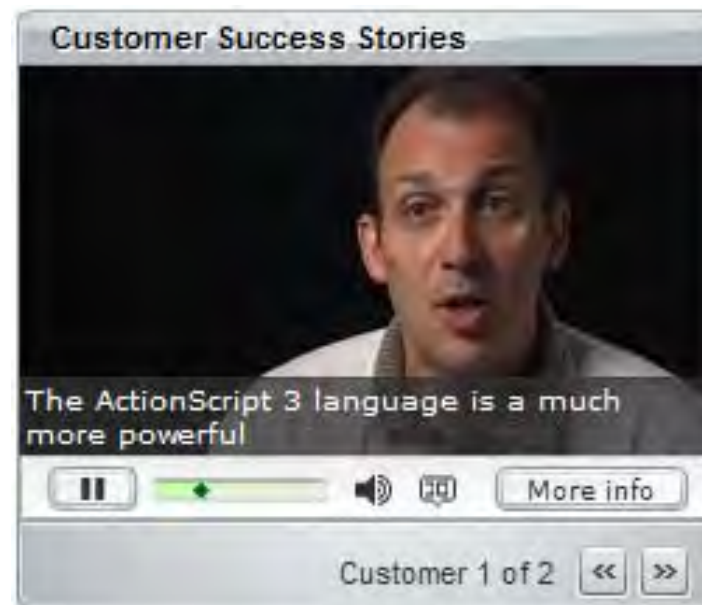 Customer Success Stories
The ActionScript 3 language is a much
more powerful
More info
Customer 1 of 2 << >>